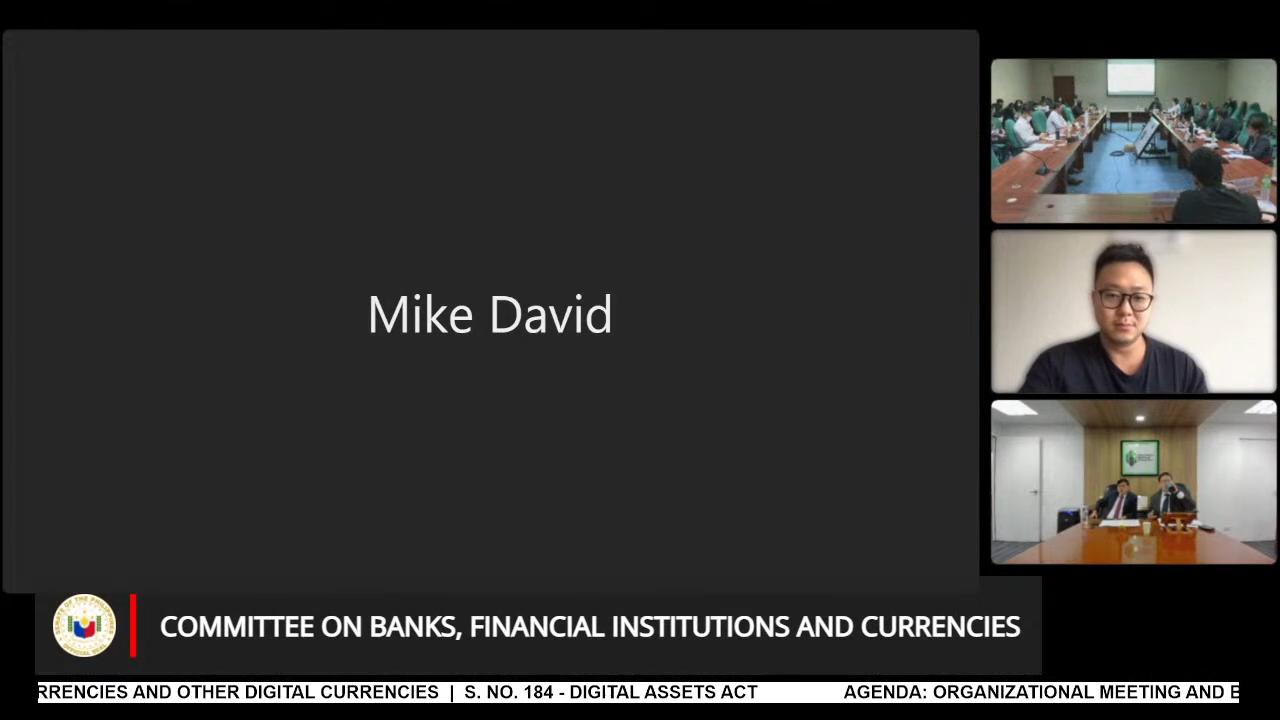 Mike David
COMMITTEE ON BANKS, FINANCIAL INSTITUTIONS AND CURRENCIES
RRENCIES AND OTHER DIGITAL CURRENCIES | S. NO. 184 - DIGITAL ASSETS ACT AGENDA: ORGANIZATIONAL MEETING AND B